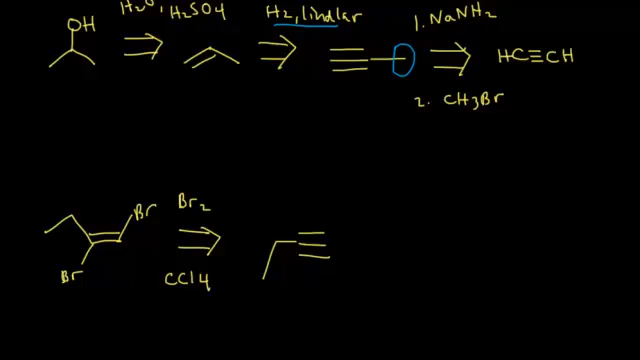 OH
H2O, H2SO4
H2, lindlar
1. NaNH2
HC≡CH
2. CH3Br
Br
Br2
Br
CCl4